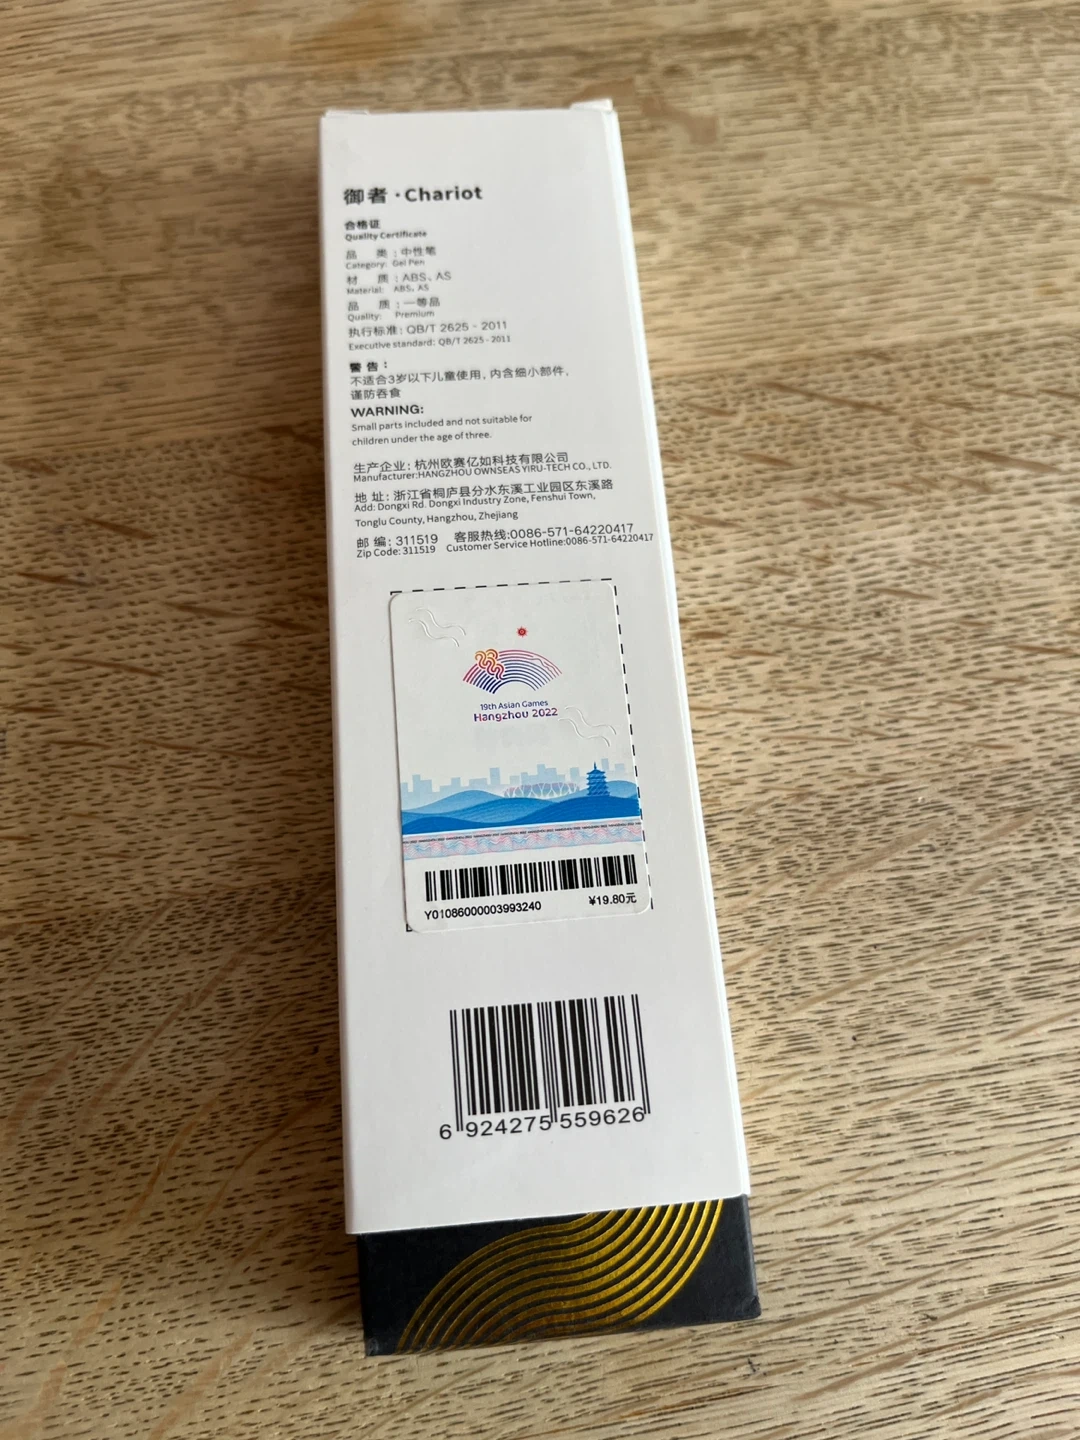 御者·Chariot
合格证
Quality Certificate
品 类：中性笔
Category: Gel Pen
材 质：ABS、AS
Material: ABS, AS
品 质：一等品
Quality: Premium
执行标准：QB/T 2625 - 2011
Executive standard: QB/T 2625 - 2011
警告：
不适合3岁以下儿童使用，内含细小部件，
谨防吞食
WARNING:
Small parts included and not suitable for
children under the age of three.
生产企业：杭州欧赛亿如科技有限公司
Manufacturer:HANGZHOU OWNSEAS YIRU-TECH CO., LTD.
地 址：浙江省桐庐县分水东溪工业园区东溪路
Add: Dongxi Rd. Dongxi Industry Zone, Fenshui Town,
Tonglu County, Hangzhou, Zhejiang
邮 编：311519 客服热线:0086-571-64220417
Zip Code: 311519 Customer Service Hotline:0086-571-64220417
19th Asian Games
Hangzhou 2022
Y01086000003993240 ¥19.80元
6 924275 559626